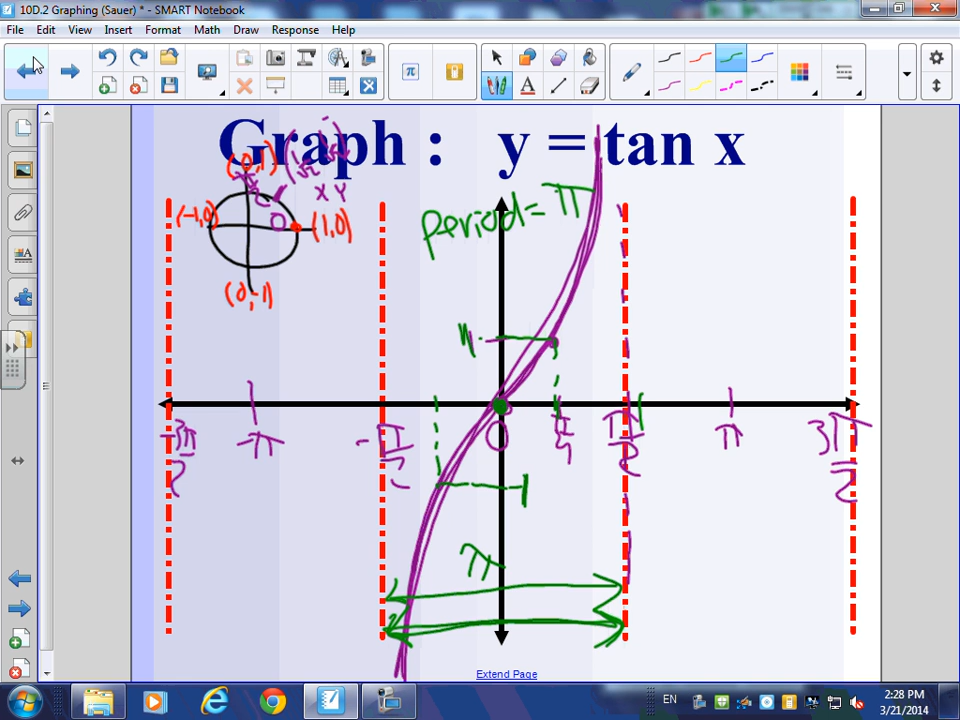 10D.2 Graphing (Sauer) * - SMART Notebook
File Edit View Insert Format Math Draw Response Help
Graph : y = tan x
(0,1)
X Y
(-1,0) 0 (1,0)
(0,-1)
period = π
1
-3π/2 -π -π/2 0 π/4 π/2 π 3π/2
-1
π
Extend Page
EN
2:28 PM
3/21/2014